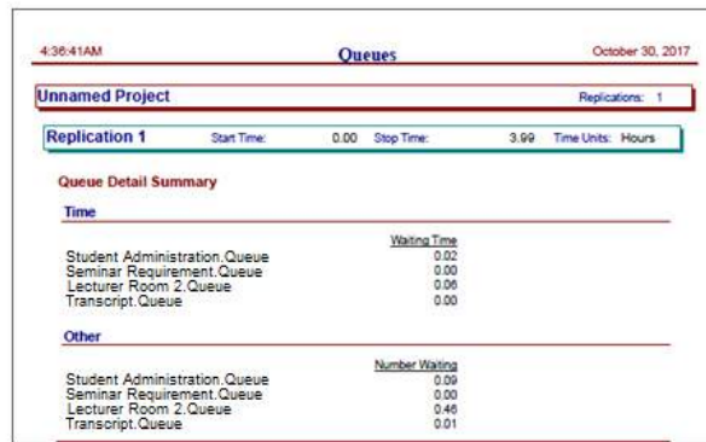 4:36:41AM Queues October 30, 2017
Unnamed Project Replications: 1
Replication 1 Start Time: 0.00 Stop Time: 3.99 Time Units: Hours
Queue Detail Summary
Time
Waiting Time
Student Administration.Queue 0.02
Seminar Requirement.Queue 0.00
Lecturer Room 2.Queue 0.06
Transcript.Queue 0.00
Other
Number Waiting
Student Administration.Queue 0.09
Seminar Requirement.Queue 0.00
Lecturer Room 2.Queue 0.46
Transcript.Queue 0.01